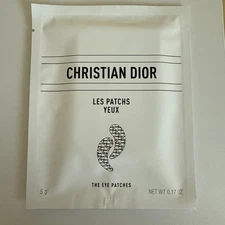 CHRISTIAN DIOR
LES PATCHS
YEUX
THE EYE PATCHES
5 g NET WT 0.17 OZ